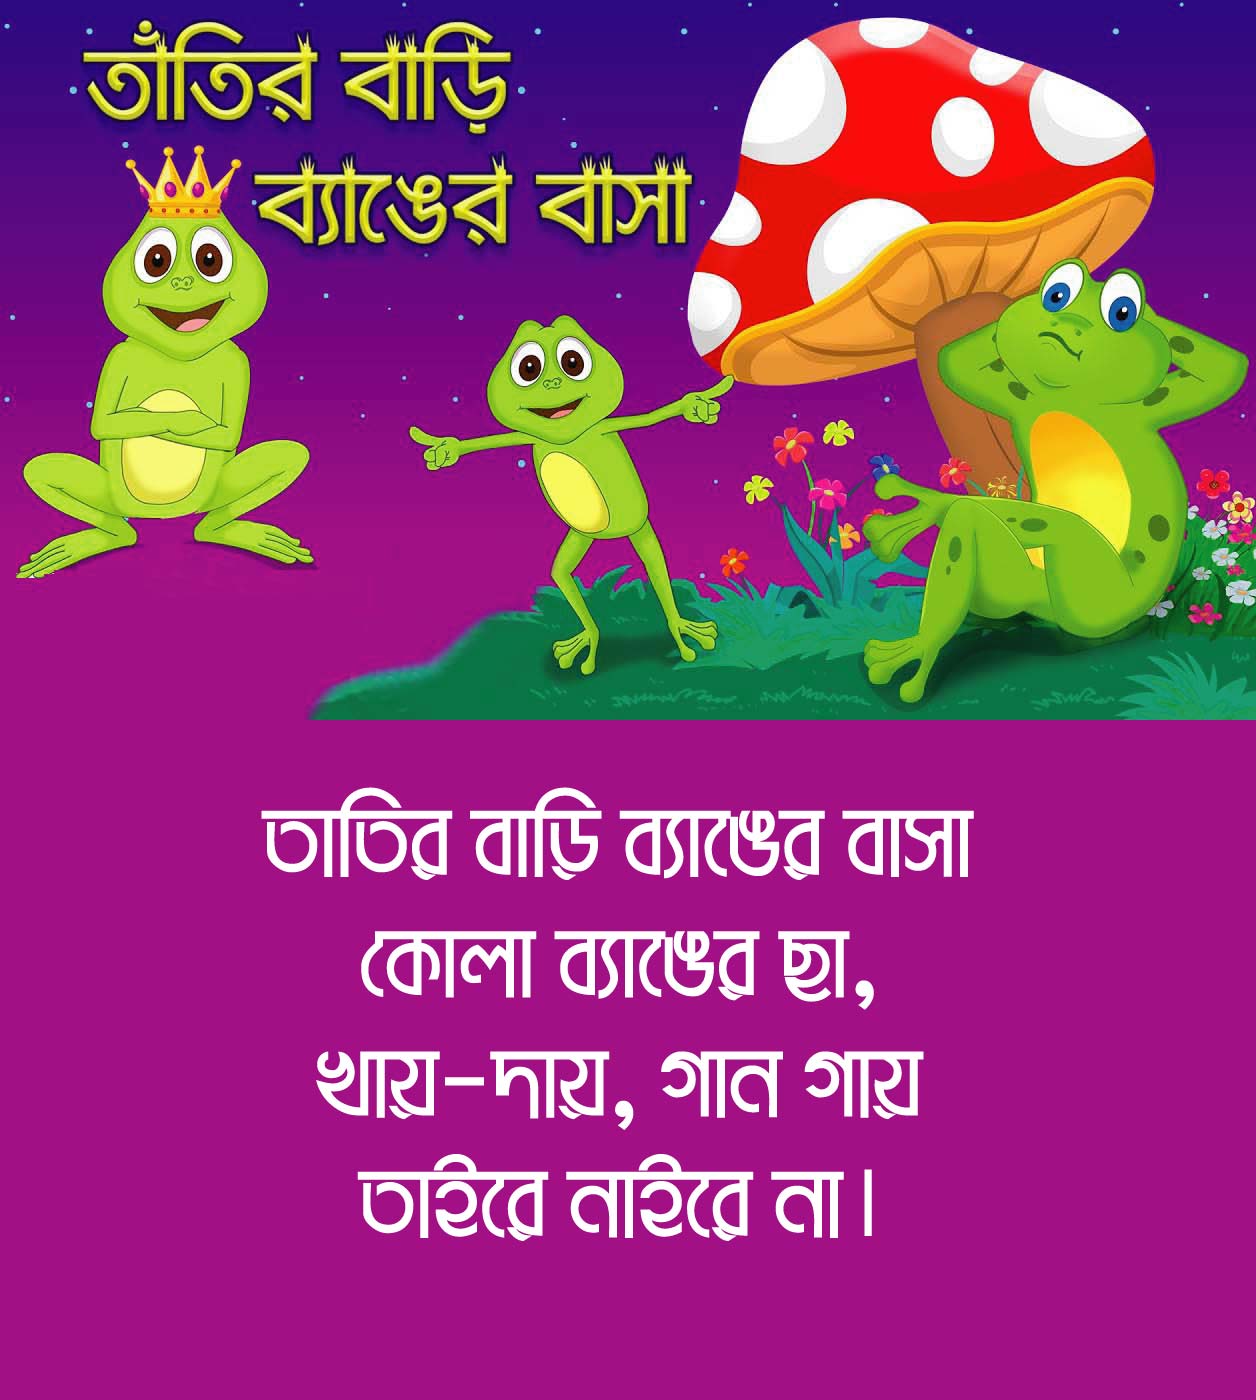 তাঁতির বাড়ি
ব্যাঙের বাসা
তাতির বাড়ি ব্যাঙের বাসা
কোলা ব্যাঙের ছা,
খায়-দায়, গান গায়
তাইরে নাইরে না।